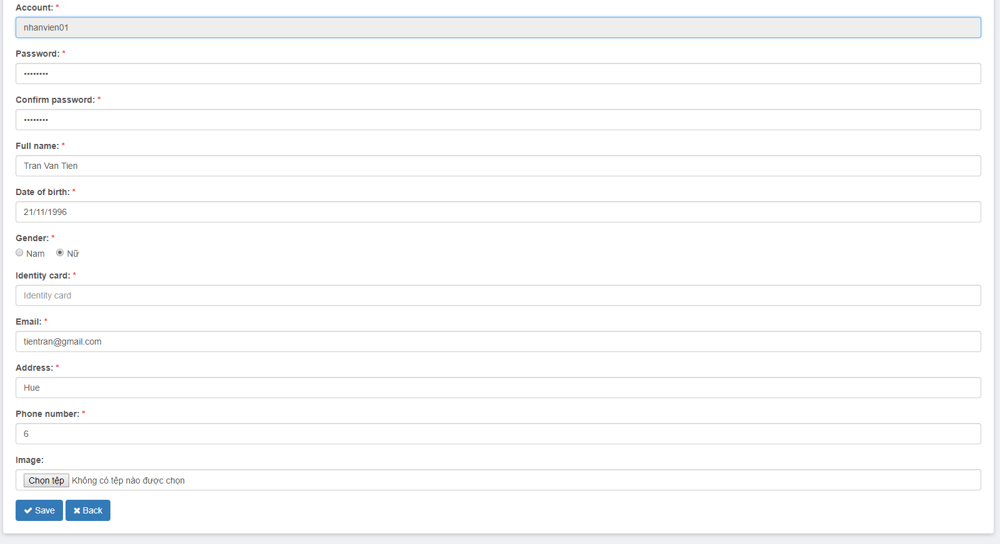 Account: *
nhanvien01
Password: *
••••••••
Confirm password: *
••••••••
Full name: *
Tran Van Tien
Date of birth: *
21/11/1996
Gender: *
Nam Nữ
Identity card: *
Identity card
Email: *
tientran@gmail.com
Address: *
Hue
Phone number: *
6
Image:
Chọn tệp Không có tệp nào được chọn
Save Back